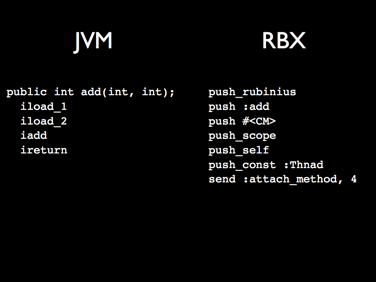 JVM
public int add(int, int);
iload_1
iload_2
iadd
ireturn
RBX
push_rubinius
push :add
push #<CM>
push_scope
push_self
push_const :Thnad
send :attach_method, 4